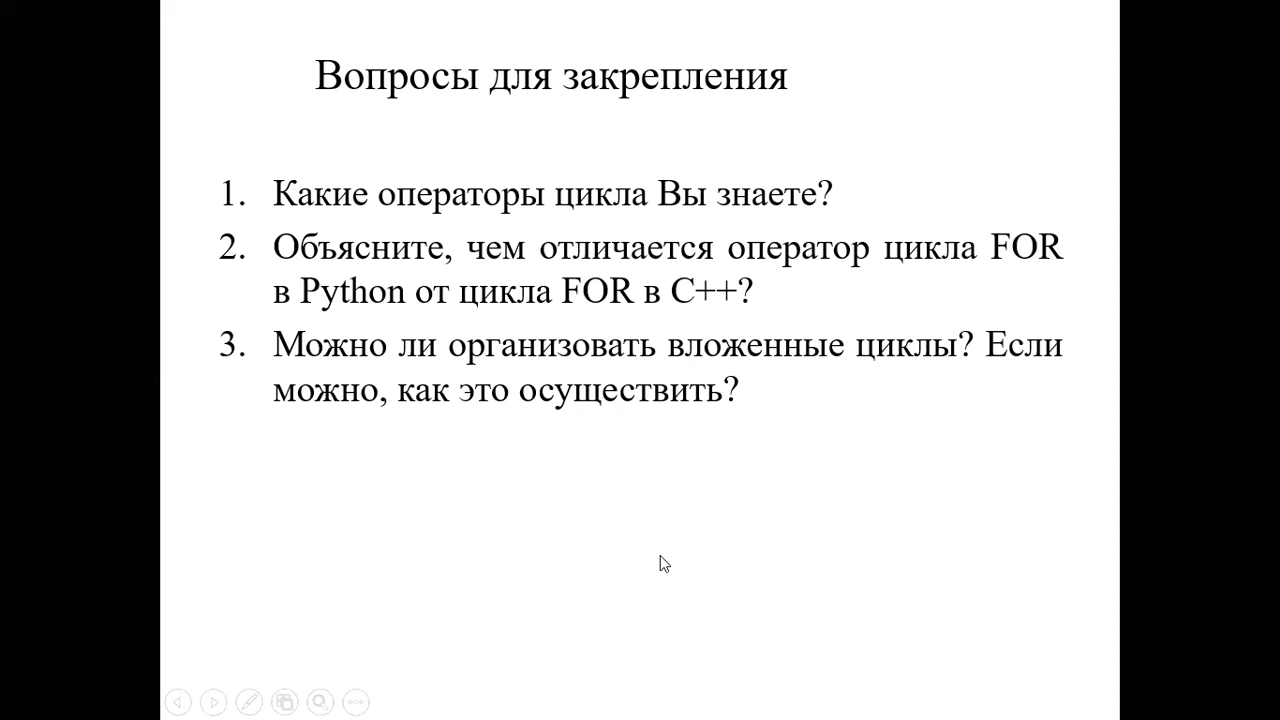 Вопросы для закрепления
1. Какие операторы цикла Вы знаете?
2. Объясните, чем отличается оператор цикла FOR
в Python от цикла FOR в C++?
3. Можно ли организовать вложенные циклы? Если
можно, как это осуществить?